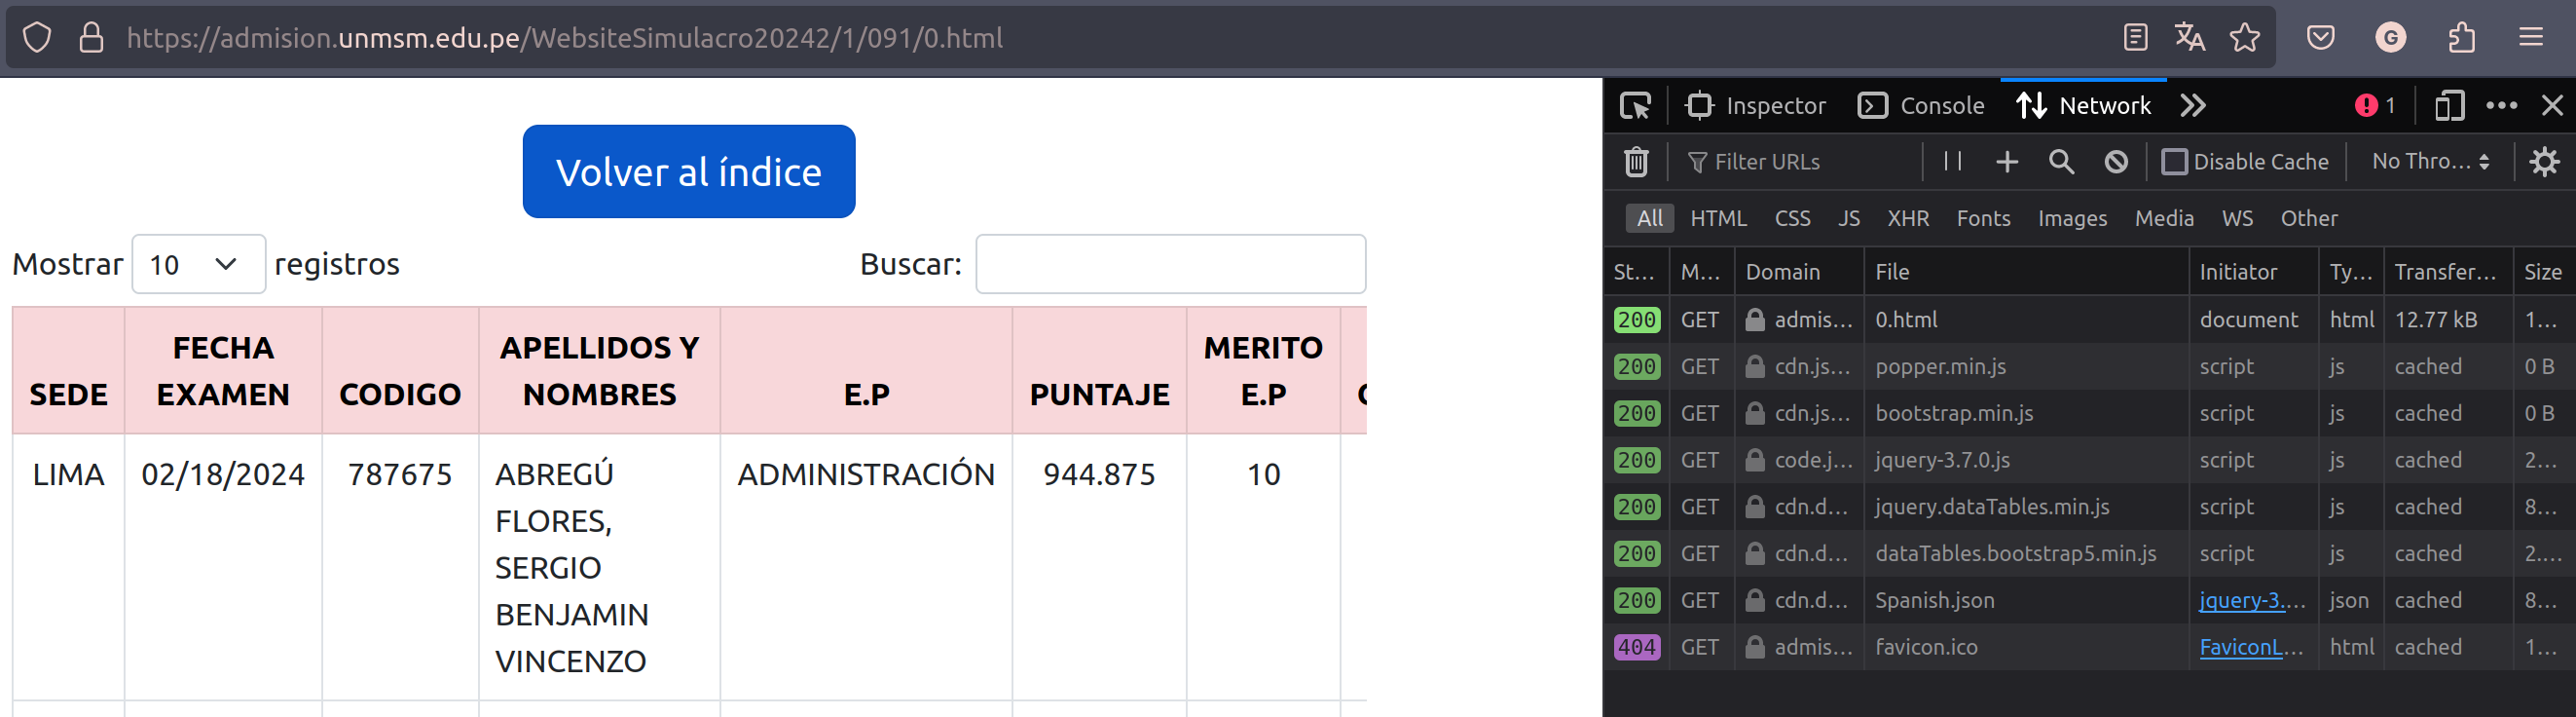 https://admision.unmsm.edu.pe/WebsiteSimulacro20242/1/091/0.html
G
Volver al índice
Mostrar 10 registros
Buscar:
SEDE FECHA EXAMEN CODIGO APELLIDOS Y NOMBRES E.P PUNTAJE MERITO E.P
LIMA 02/18/2024 787675 ABREGÚ ADMINISTRACIÓN 944.875 10
FLORES,
SERGIO
BENJAMIN
VINCENZO
Inspector Console Network 1
Filter URLs Disable Cache No Thro…
All HTML CSS JS XHR Fonts Images Media WS Other
St… M… Domain File Initiator Ty… Transfer… Size
200 GET admis… 0.html document html 12.77 kB 1…
200 GET cdn.js… popper.min.js script js cached 0 B
200 GET cdn.js… bootstrap.min.js script js cached 0 B
200 GET code.j… jquery-3.7.0.js script js cached 2…
200 GET cdn.d… jquery.dataTables.min.js script js cached 8…
200 GET cdn.d… dataTables.bootstrap5.min.js script js cached 2.…
200 GET cdn.d… Spanish.json jquery-3.… json cached 8…
404 GET admis… favicon.ico FaviconL… html cached 1…